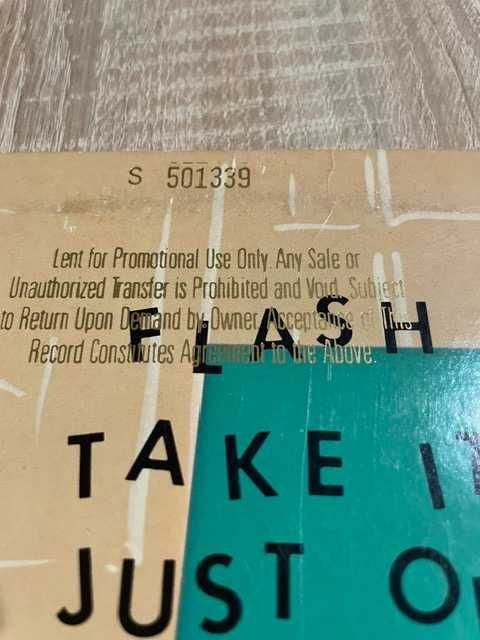 S 501339
Lent for Promotional Use Only. Any Sale or
Unauthorized Transfer is Prohibited and Void. Subject
to Return Upon Demand by Owner. Acceptance of This
Record Constitutes Agreement to the Above.
FLASH
TAKE
JUST